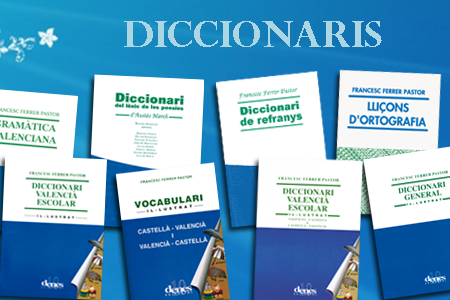 DICCIONARIS
FRANCESC FERRER PASTOR
GRAMÀTICA
VALENCIANA
Diccionari
del lèxic de les poesies
d'Ausiàs March
Francesc Ferrer Pastor
Diccionari
de refranys
FRANCESC FERRER PASTOR
LLIÇONS
D'ORTOGRAFIA
FRANCESC FERRER PASTOR
DICCIONARI
VALENCIÀ
ESCOLAR
IL·LUSTRAT
denes
FRANCESC FERRER PASTOR
VOCABULARI
IL·LUSTRAT
CASTELLÀ - VALENCIÀ
I
VALENCIÀ - CASTELLÀ
denes
FRANCESC FERRER PASTOR
DICCIONARI
VALENCIÀ
ESCOLAR
IL·LUSTRAT
denes
FRANCESC FERRER PASTOR
DICCIONARI
GENERAL
denes